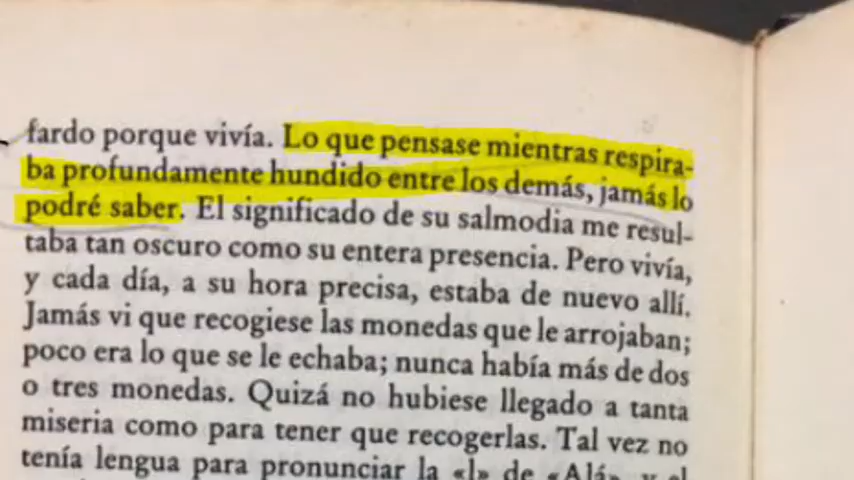 fardo porque vivía. Lo que pensase mientras respira-
ba profundamente hundido entre los demás, jamás lo
podré saber. El significado de su salmodia me resul-
taba tan oscuro como su entera presencia. Pero vivía,
y cada día, a su hora precisa, estaba de nuevo allí.
Jamás vi que recogiese las monedas que le arrojaban;
poco era lo que se le echaba; nunca había más de dos
o tres monedas. Quizá no hubiese llegado a tanta
miseria como para tener que recogerlas. Tal vez no
tenía lengua para pronunciar la «l» de «Alá», y el